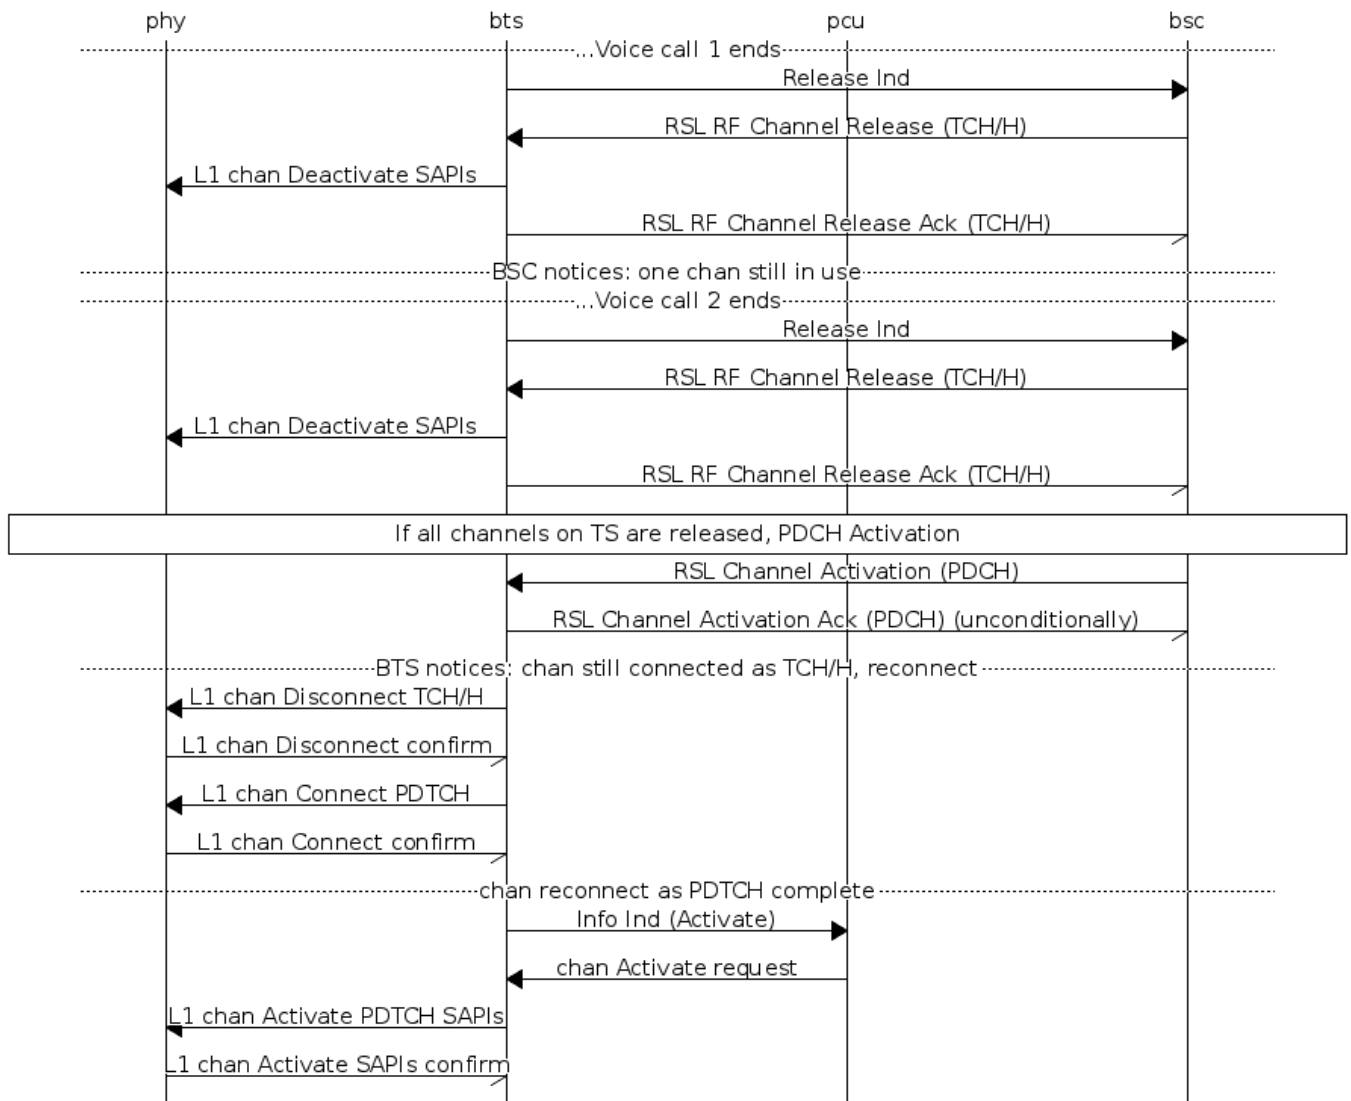 phy bts pcu bsc
...Voice call 1 ends
Release Ind
RSL RF Channel Release (TCH/H)
L1 chan Deactivate SAPIs
RSL RF Channel Release Ack (TCH/H)
BSC notices: one chan still in use
...Voice call 2 ends
Release Ind
RSL RF Channel Release (TCH/H)
L1 chan Deactivate SAPIs
RSL RF Channel Release Ack (TCH/H)
If all channels on TS are released, PDCH Activation
RSL Channel Activation (PDCH)
RSL Channel Activation Ack (PDCH) (unconditionally)
BTS notices: chan still connected as TCH/H, reconnect
L1 chan Disconnect TCH/H
L1 chan Disconnect confirm
L1 chan Connect PDTCH
L1 chan Connect confirm
chan reconnect as PDTCH complete
Info Ind (Activate)
chan Activate request
L1 chan Activate PDTCH SAPIs
L1 chan Activate SAPIs confirm